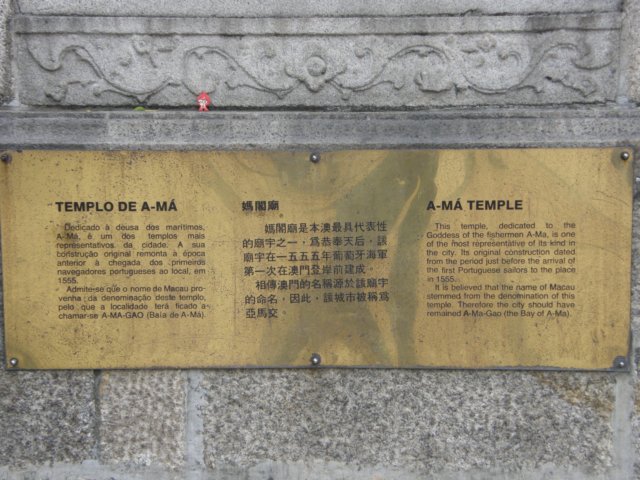 TEMPLO DE A-MÁ
Dedicado à deusa dos marítimos,
A-Má, é um dos templos mais
representativos da cidade. A sua
construção original remonta à época
anterior à chegada dos primeiros
navegadores portugueses ao local, em
1555.
Admite-se que o nome de Macau pro-
venha da denominação deste templo,
pelo que a localidade terá ficado a
chamar-se A-MA-GAO (Baía de A-Má).
媽閣廟
媽閣廟是本澳最具代表性
的廟宇之一，爲恭奉天后，該
廟宇在一五五五年葡萄牙海軍
第一次在澳門登岸前建成。
相傳澳門的名稱源於該廟宇
的命名，因此，該城市被稱爲
亞馬交。
A-MÁ TEMPLE
This temple, dedicated to the
Goddess of the fishermen A-Ma, is one
of the most representative of its kind in
the city. Its original construction dated
from the period just before the arrival of
the first Portuguese sailors to the place
in 1555.
It is believed that the name of Macau
stemmed from the denomination of this
temple. Therefore the city should have
remained A-Ma-Gao (the Bay of A-Ma).